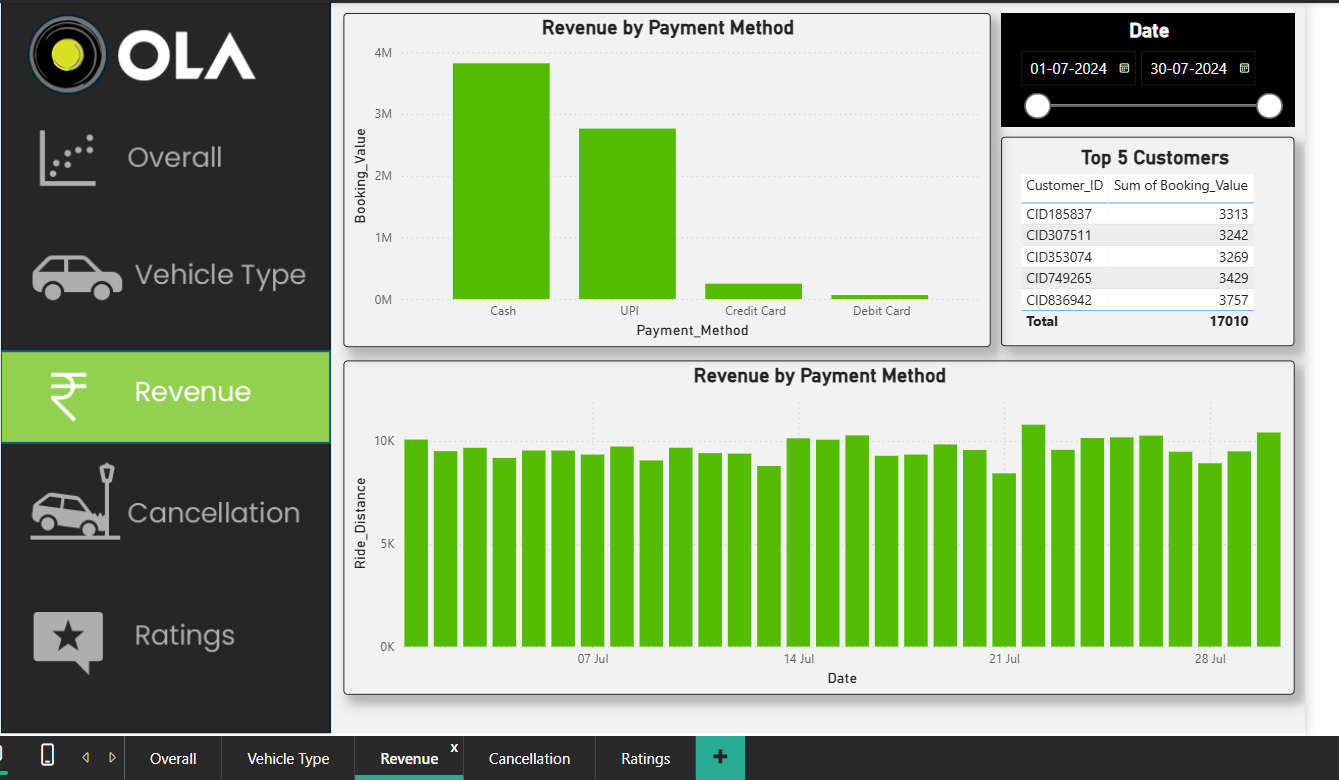 OLA
Overall
Vehicle Type
Revenue
Cancellation
Ratings
Revenue by Payment Method
4M
3M
2M
1M
0M
Booking_Value
Cash UPI Credit Card Debit Card
Payment_Method
Date
01-07-2024 30-07-2024
Top 5 Customers
Customer_ID Sum of Booking_Value
CID185837 3313
CID307511 3242
CID353074 3269
CID749265 3429
CID836942 3757
Total 17010
Revenue by Payment Method
10K
5K
0K
Ride_Distance
07 Jul 14 Jul 21 Jul 28 Jul
Date
Overall Vehicle Type Revenue x Cancellation Ratings +